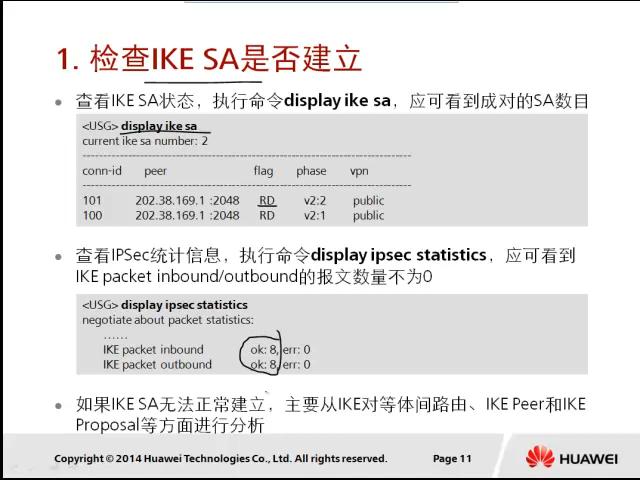 1. 检查IKE SA是否建立
• 查看IKE SA状态，执行命令display ike sa，应可看到成对的SA数目
<USG> display ike sa
current ike sa number: 2
--------------------------------------------------------------------------------
conn-id peer flag phase vpn
--------------------------------------------------------------------------------
101 202.38.169.1 :2048 RD v2:2 public
100 202.38.169.1 :2048 RD v2:1 public
• 查看IPSec统计信息，执行命令display ipsec statistics，应可看到
IKE packet inbound/outbound的报文数量不为0
<USG> display ipsec statistics
negotiate about packet statistics:
……
IKE packet inbound ok: 8, err: 0
IKE packet outbound ok: 8, err: 0
• 如果IKE SA无法正常建立，主要从IKE对等体间路由、IKE Peer和IKE
Proposal等方面进行分析
Copyright © 2014 Huawei Technologies Co., Ltd. All rights reserved. Page 11 HUAWEI